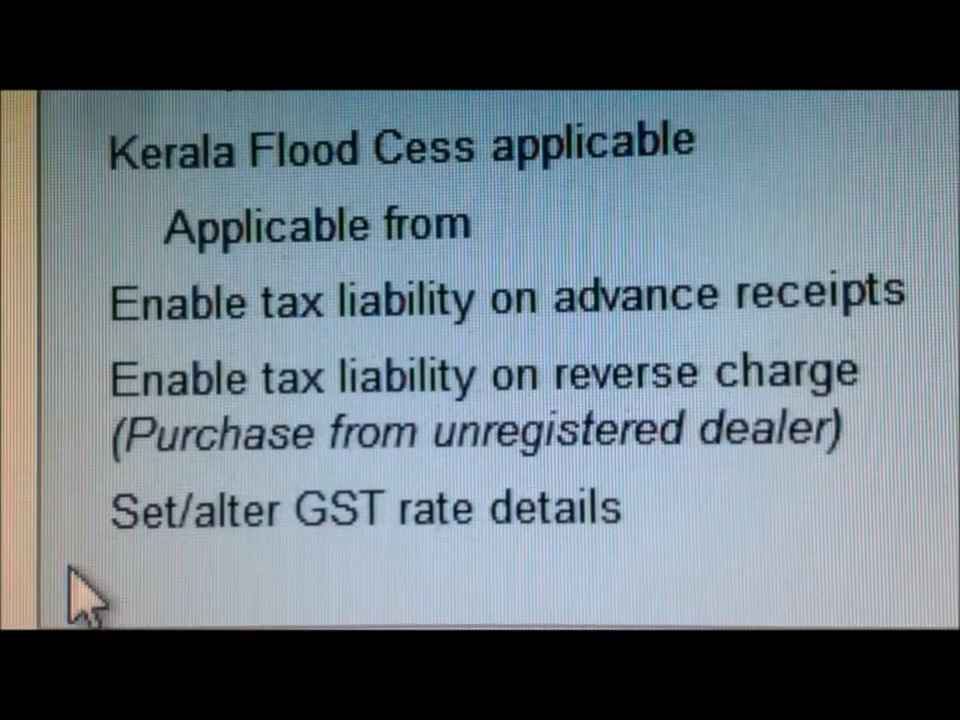 Kerala Flood Cess applicable
Applicable from
Enable tax liability on advance receipts
Enable tax liability on reverse charge
(Purchase from unregistered dealer)
Set/alter GST rate details